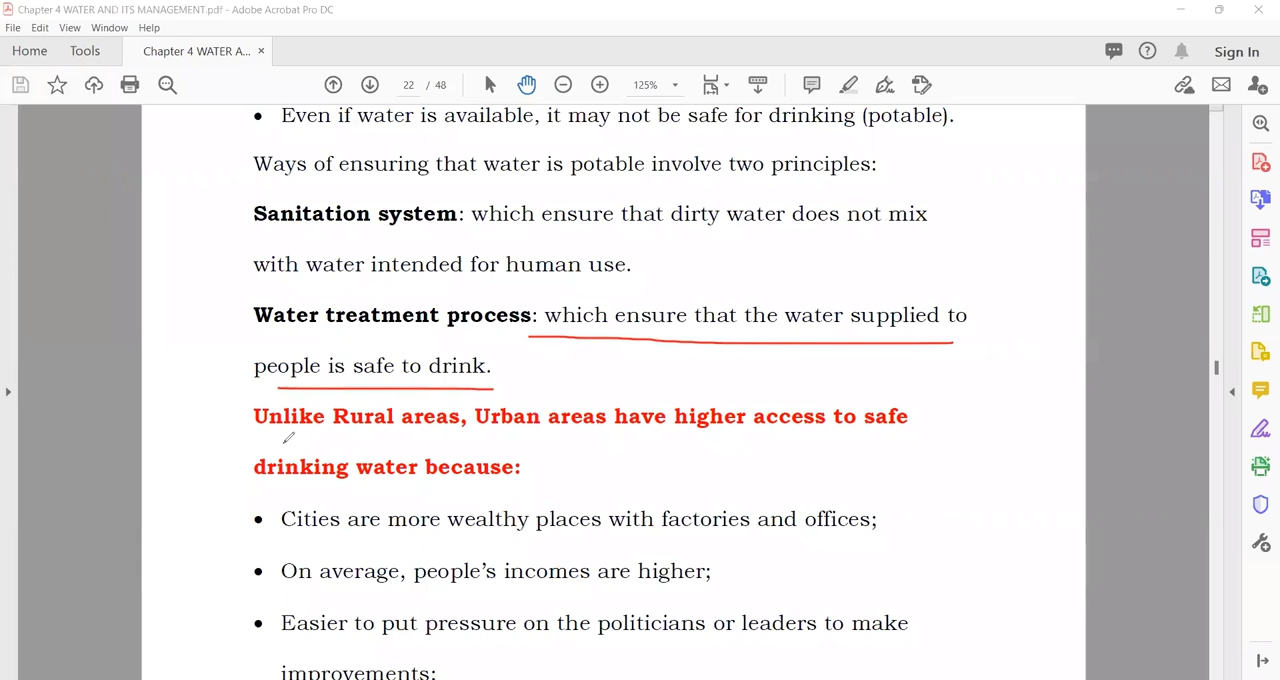 Chapter 4 WATER AND ITS MANAGEMENT.pdf - Adobe Acrobat Pro DC
File Edit View Window Help
Home Tools Chapter 4 WATER A... × Sign In
22 / 48 125%
• Even if water is available, it may not be safe for drinking (potable).
Ways of ensuring that water is potable involve two principles:
Sanitation system: which ensure that dirty water does not mix
with water intended for human use.
Water treatment process: which ensure that the water supplied to
people is safe to drink.
Unlike Rural areas, Urban areas have higher access to safe
drinking water because:
• Cities are more wealthy places with factories and offices;
• On average, people's incomes are higher;
• Easier to put pressure on the politicians or leaders to make
improvements;